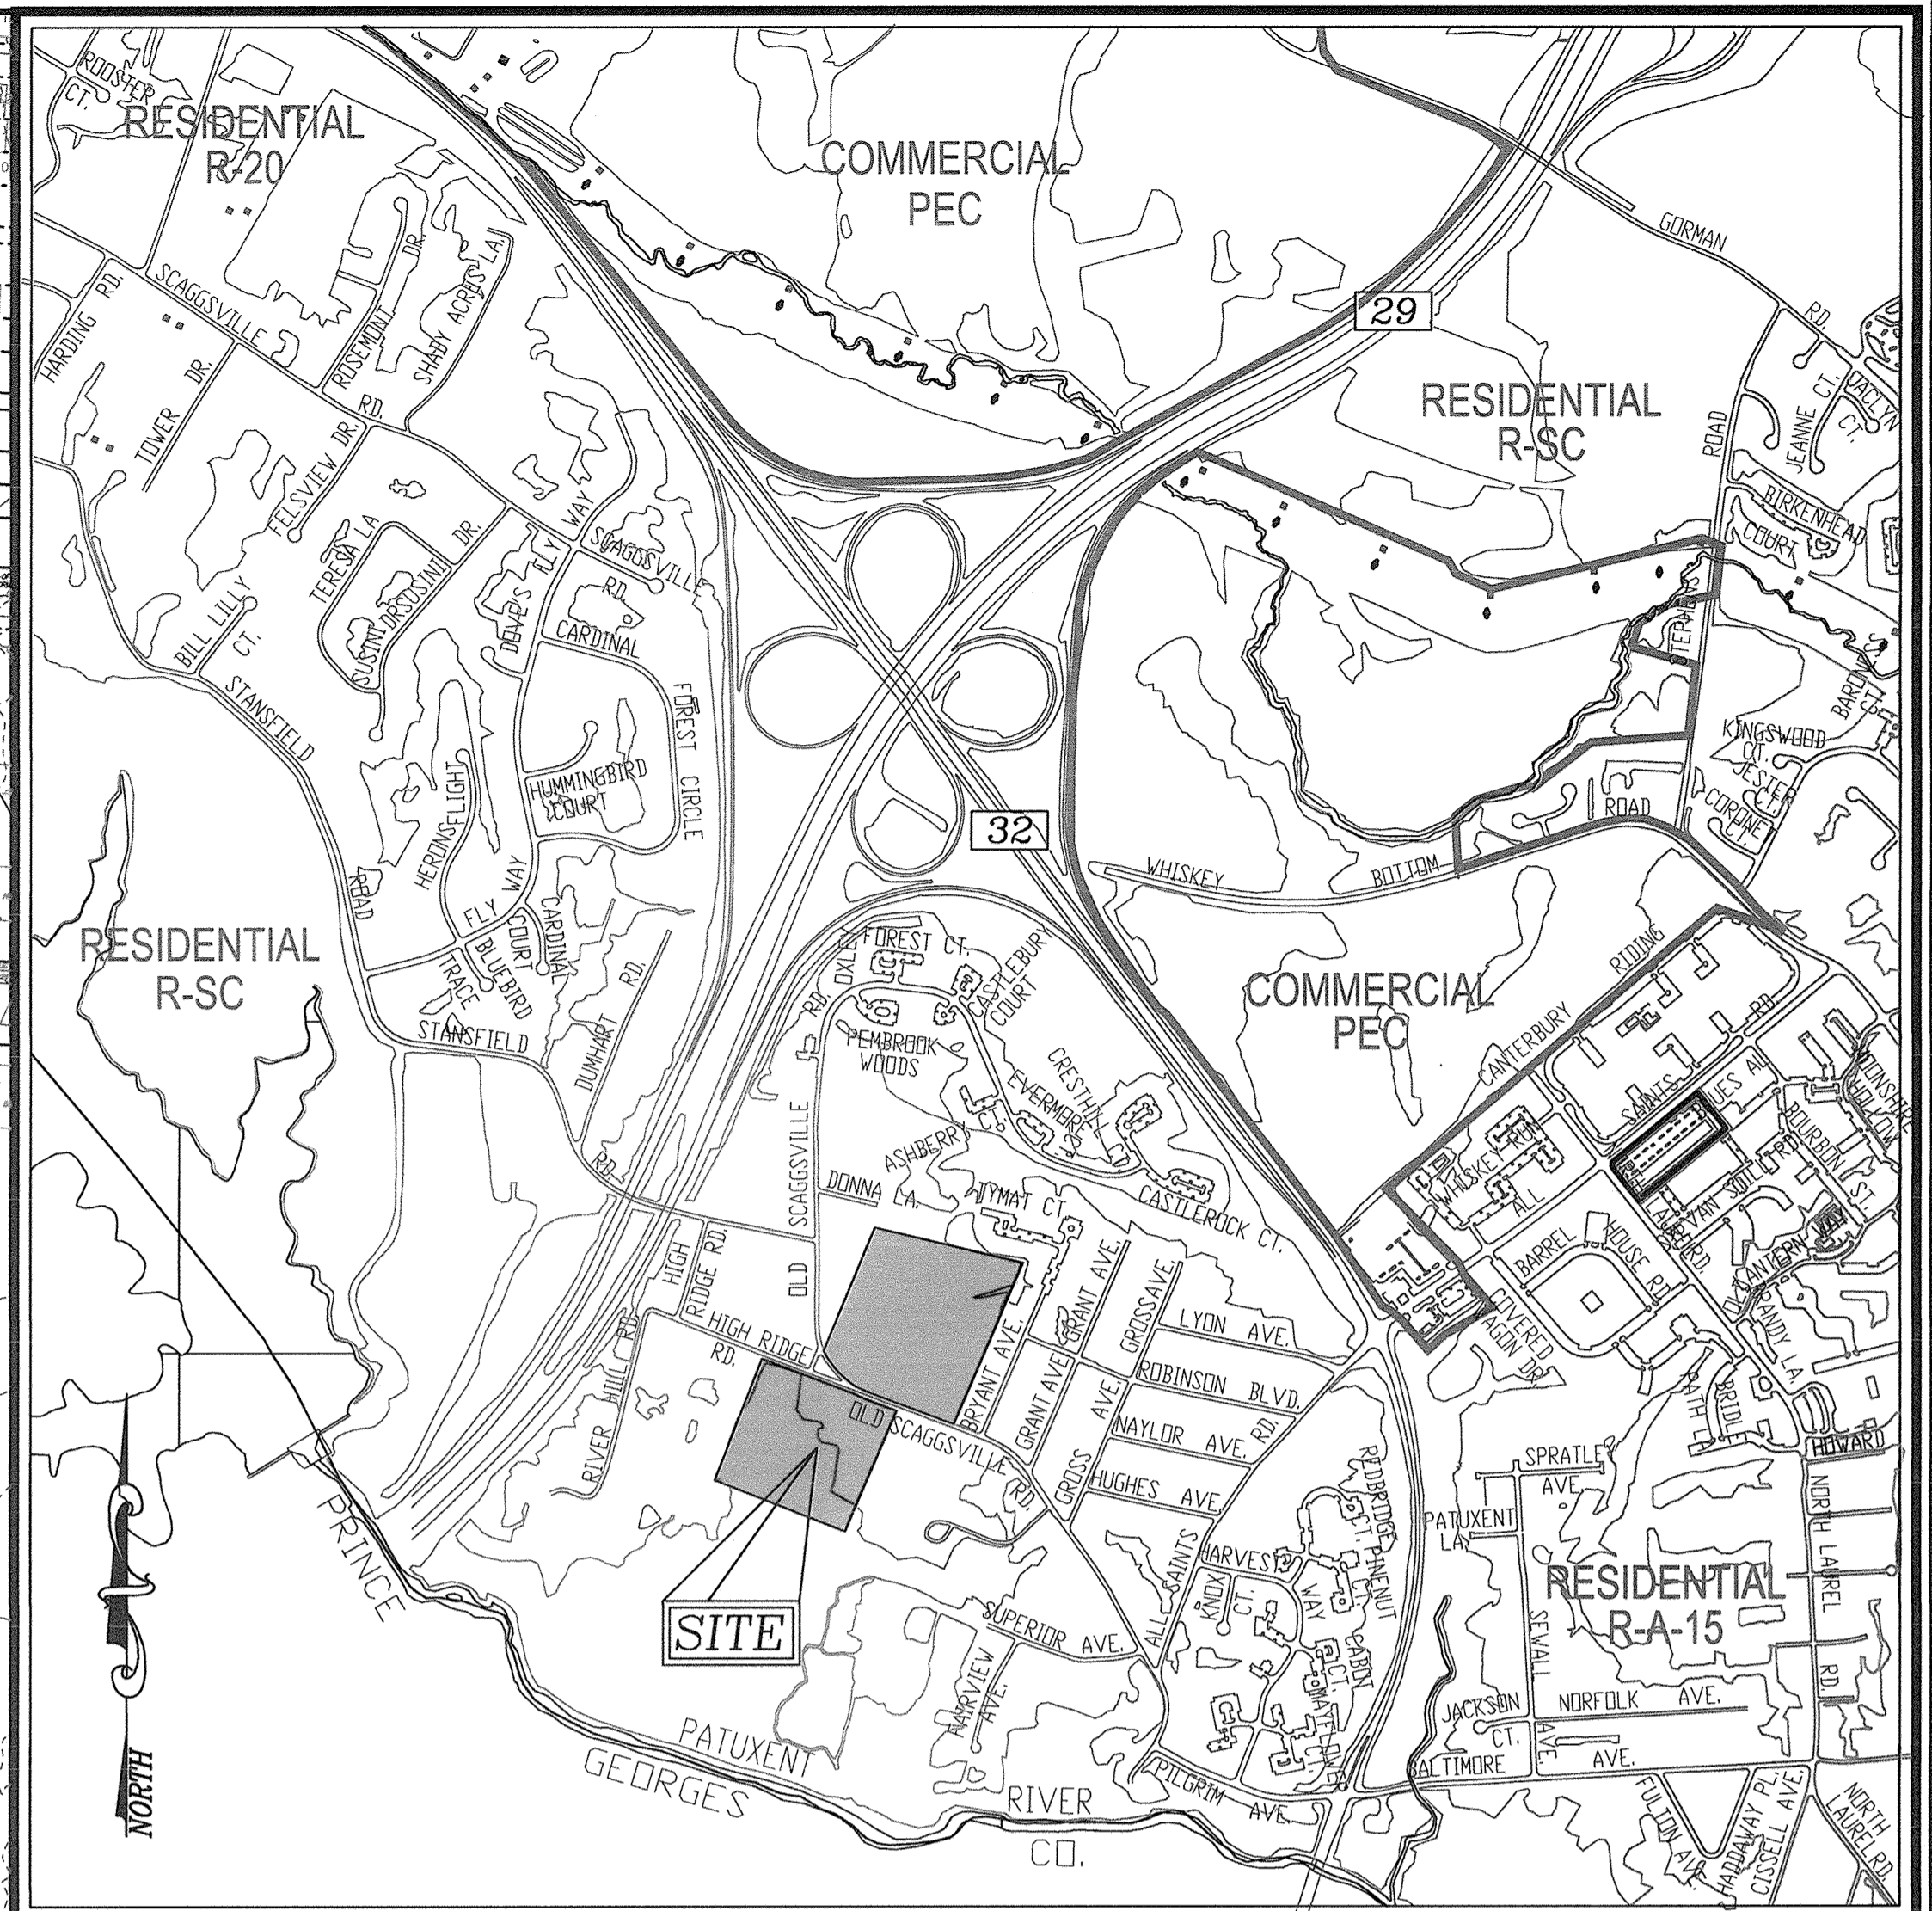 ROOSTER
CT.
RESIDENTIAL
R-20
COMMERCIAL
PEC
GORMAN
RD.
29
SCAGGSVILLE
RD.
HARDING
RD.
TOWER
DR.
ROSEMONT
DR.
SHADY ACRES LA.
FELSVIEW DR.
RESIDENTIAL
R-SC
ROAD
JEANNE CT.
JACLYN
CT.
BIRKENHEAD
COURT
TERESA LA
SUSINI DR.
SUSINI DR
DOVE'S FLY WAY
SCAGGSVILLE
RD.
CARDINAL
FOREST CIRCLE
BILL LILLY
CT.
STANSFIELD
ROAD
HUMMINGBIRD
COURT
HERONS
FLIGHT
FLY WAY
CARDINAL
COURT
BLUEBIRD
TRACE
KINGSWOOD
CT.
JESTER
CT.
32
WHISKEY
BOTTOM
ROAD
RESIDENTIAL
R-SC
STANSFIELD
RD.
DUMHART
RD.
FOREST CT.
CASTLEBURY
COURT
RD.
PEMBROOK
WOODS
CRESTHILL
EVERMORE
CT.
ASHBERRY
CT.
CASTLEROCK CT.
COMMERCIAL
PEC
CANTERBURY
RIDING
SAINTS
RD.
ALL
WHISKEY RUN
BOURBON ST.
BARREL
HOUSE RD.
COVERED
WAGON DR.
BRIDLE
PATH LA.
HOWARD
OLD
SCAGGSVILLE
DONNA
LA.
TYMAT CT.
HIGH
RIDGE RD.
HIGH RIDGE
RD.
RIVER HILL RD.
OLD
SCAGGSVILLE
RD.
BRYANT AVE.
GRANT AVE.
GRANT AVE.
GROSS AVE.
GROSS
AVE.
LYON AVE.
ROBINSON BLVD.
NAYLOR AVE.
HUGHES AVE.
RD.
ALL SAINTS
HARVEST
WAY
KNOX
CT.
REDBRIDGE
CT.
PINENUT
CT.
CABOT
CT.
MAYFLOWER
SPRATLEY
AVE.
PATUXENT
LA.
RESIDENTIAL
R-A-15
NORTH LAUREL
RD.
SEWALL
AVE.
JACKSON
CT.
NORFOLK AVE.
BALTIMORE AVE.
SITE
SUPERIOR AVE.
FAIRVIEW
AVE.
PILGRIM AVE.
PATUXENT
RIVER
PRINCE
GEORGES
CO.
FULTON AVE.
HADDAWAY PL.
CISSELL AVE.
NORTH
LAUREL RD.
NORTH